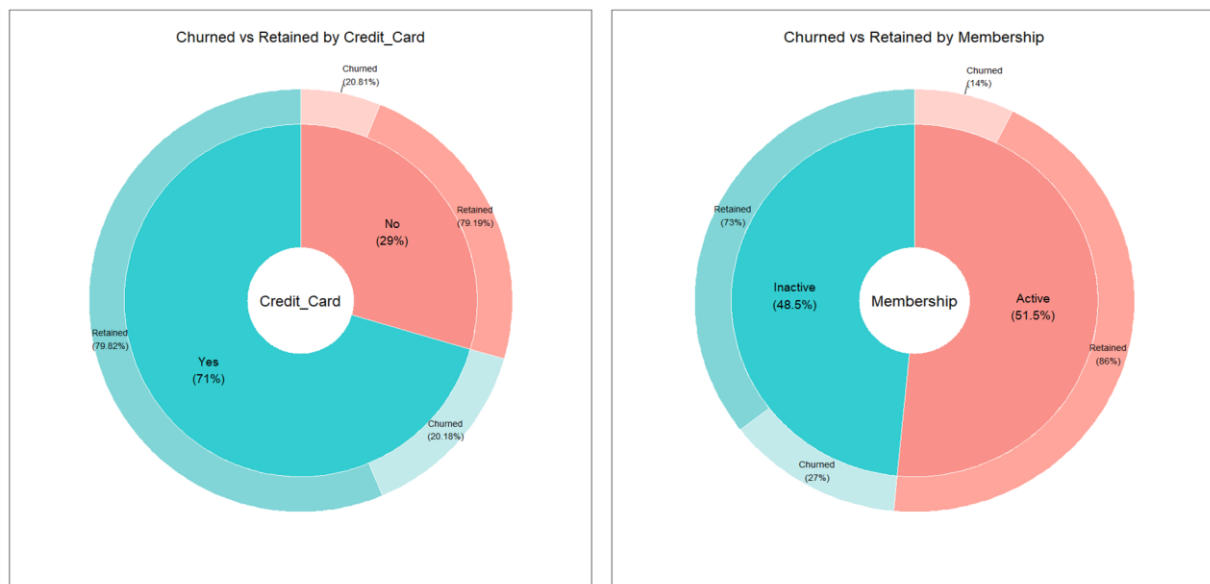 Churned vs Retained by Credit_Card
Churned
(20.81%)
Retained
(79.19%)
No
(29%)
Credit_Card
Retained
(79.82%)
Yes
(71%)
Churned
(20.18%)
Churned vs Retained by Membership
Churned
(14%)
Retained
(73%)
Inactive
(48.5%)
Membership
Active
(51.5%)
Retained
(86%)
Churned
(27%)